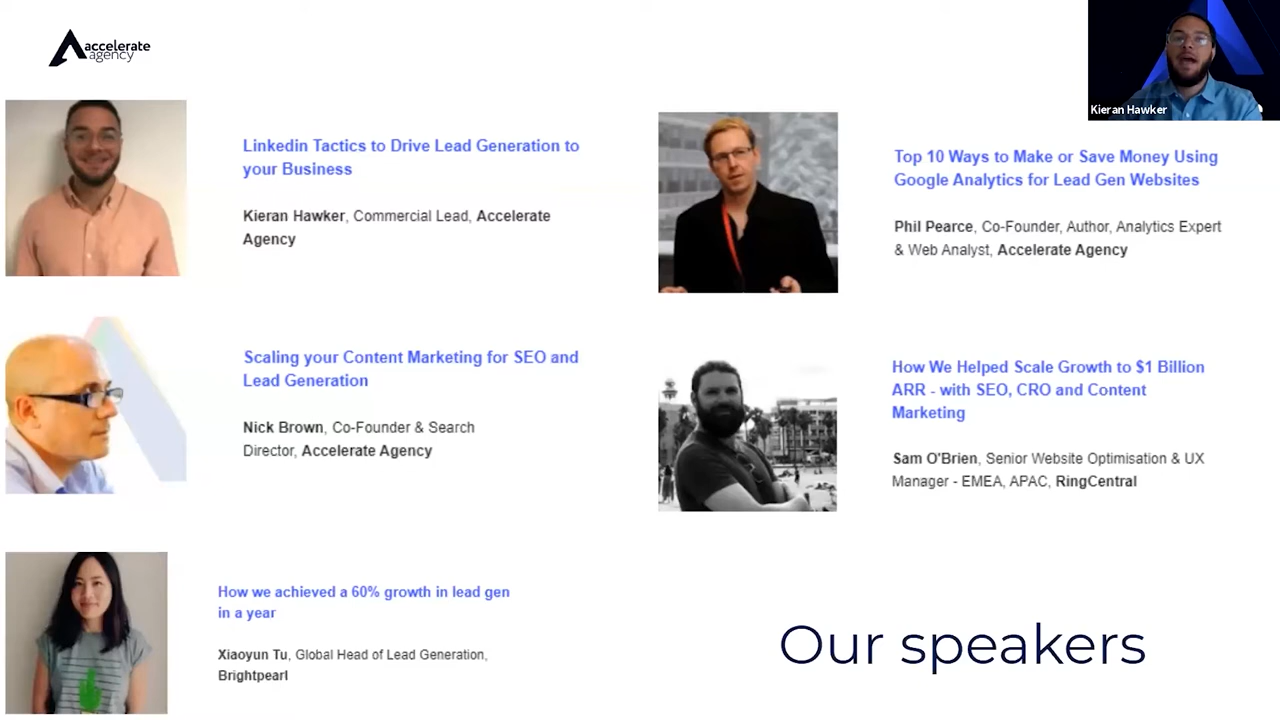 accelerate
agency
Kieran Hawker
Linkedin Tactics to Drive Lead Generation to
your Business
Kieran Hawker, Commercial Lead, Accelerate
Agency
Top 10 Ways to Make or Save Money Using
Google Analytics for Lead Gen Websites
Phil Pearce, Co-Founder, Author, Analytics Expert
& Web Analyst, Accelerate Agency
Scaling your Content Marketing for SEO and
Lead Generation
Nick Brown, Co-Founder & Search
Director, Accelerate Agency
How We Helped Scale Growth to $1 Billion
ARR - with SEO, CRO and Content
Marketing
Sam O'Brien, Senior Website Optimisation & UX
Manager - EMEA, APAC, RingCentral
How we achieved a 60% growth in lead gen
in a year
Xiaoyun Tu, Global Head of Lead Generation,
Brightpearl
Our speakers